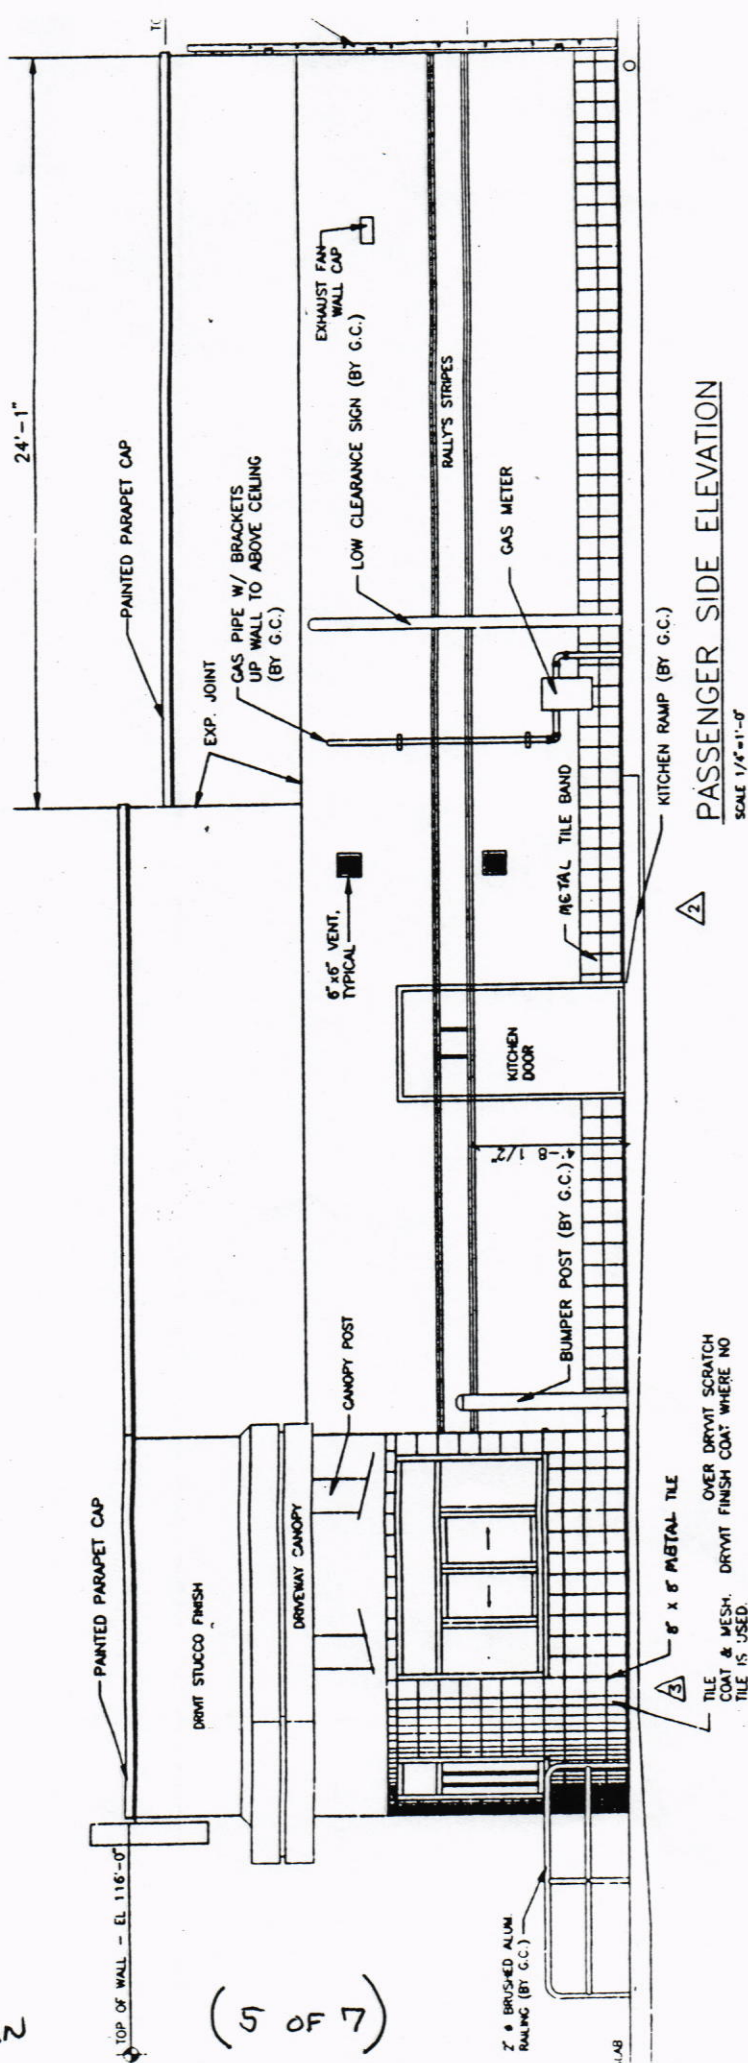 24'-1"
PAINTED PARAPET CAP
EXP. JOINT
GAS PIPE W/ BRACKETS
UP WALL TO ABOVE CEILING
(BY G.C.)
EXHAUST FAN
WALL CAP
LOW CLEARANCE SIGN (BY G.C.)
RALLY'S STRIPES
GAS METER
6"x6" VENT,
TYPICAL
METAL TILE BAND
KITCHEN RAMP (BY G.C.)
KITCHEN
DOOR
4'-8 1/2"
BUMPER POST (BY G.C.)
CANOPY POST
PAINTED PARAPET CAP
DRIVIT STUCCO FINISH
DRIVEWAY CANOPY
TOP OF WALL - EL 116'-0"
2" ø BRUSHED ALUM.
RAILING (BY G.C.)
8" X 8" METAL TILE
3
TILE OVER DRYVIT SCRATCH
COAT & MESH. DRYVIT FINISH COAT WHERE NO
TILE IS USED.
2
PASSENGER SIDE ELEVATION
SCALE 1/4"=1'-0"
(5 OF 7)
2